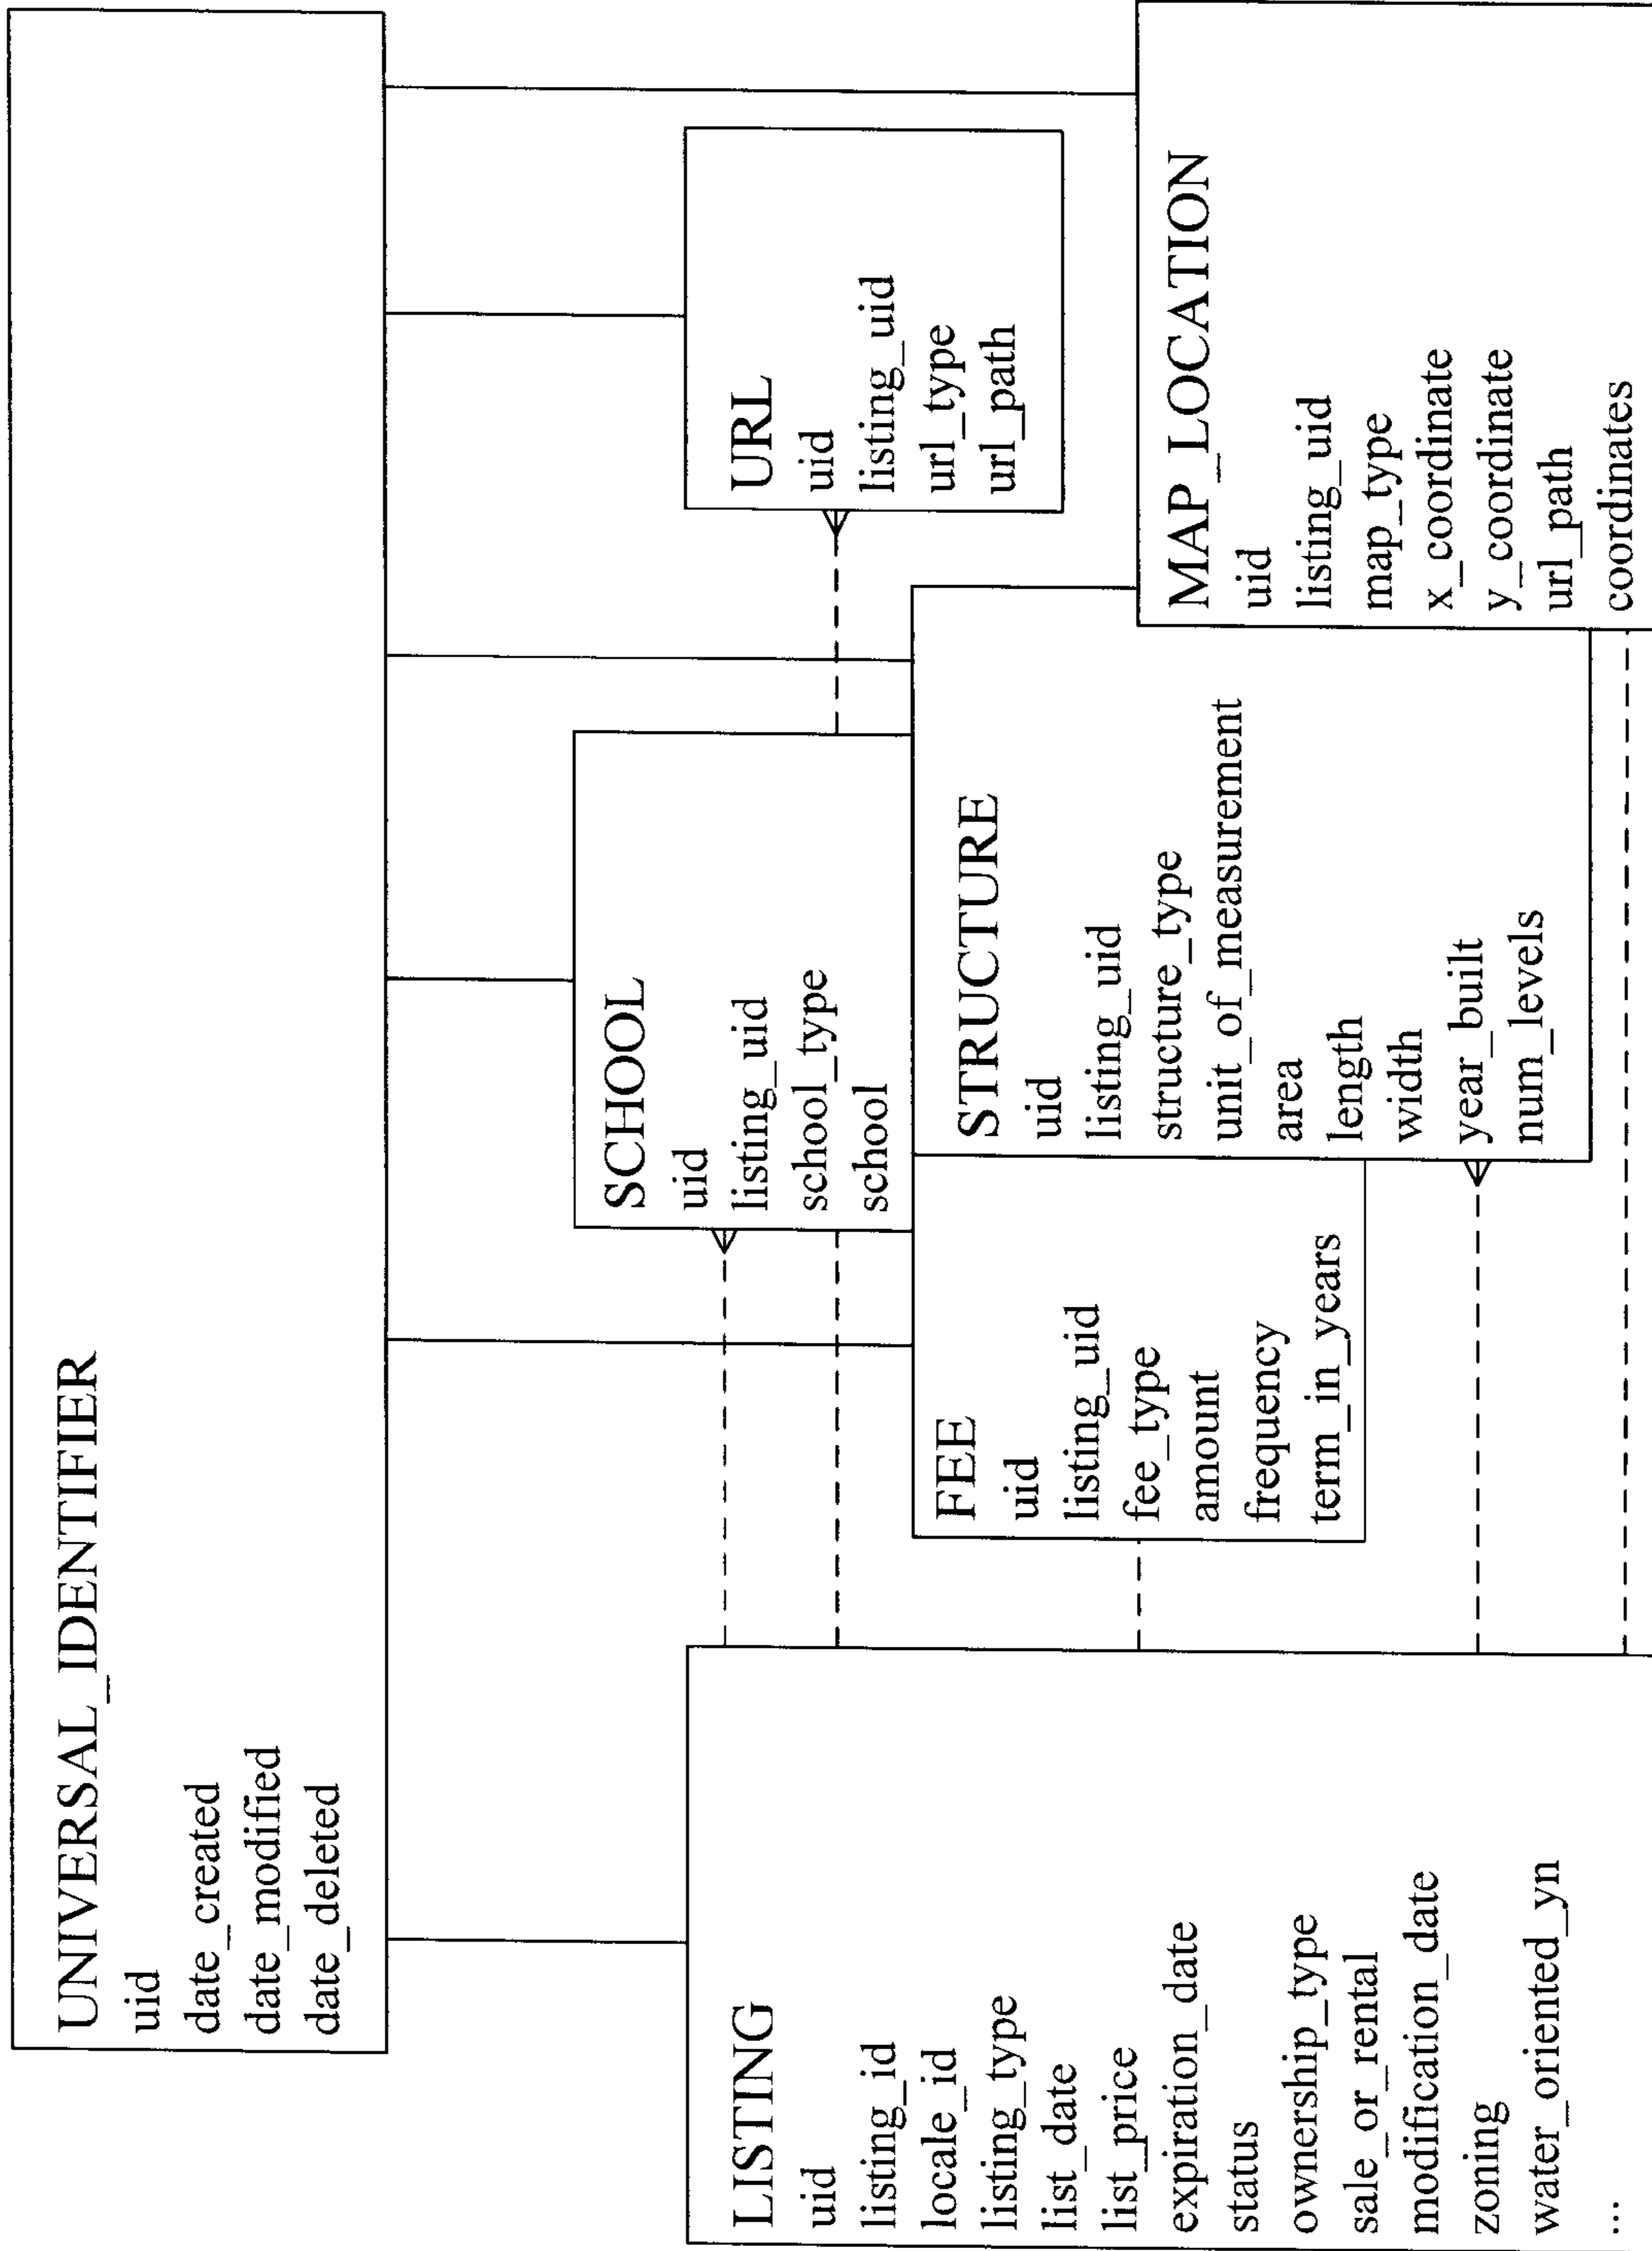 UNIVERSAL_IDENTIFIER
uid
date_created
date_modified
date_deleted
LISTING
uid
listing_id
locale_id
listing_type
list_date
list_price
expiration_date
status
ownership_type
sale_or_rental
modification_date
zoning
water_oriented_yn
...
SCHOOL
uid
listing_uid
school_type
school
FEE
uid
listing_uid
fee_type
amount
frequency
term_in_years
STRUCTURE
uid
listing_uid
structure_type
unit_of_measurement
area
length
width
year_built
num_levels
URL
uid
listing_uid
url_type
url_path
MAP_LOCATION
uid
listing_uid
map_type
x_coordinate
y_coordinate
url_path
coordinates